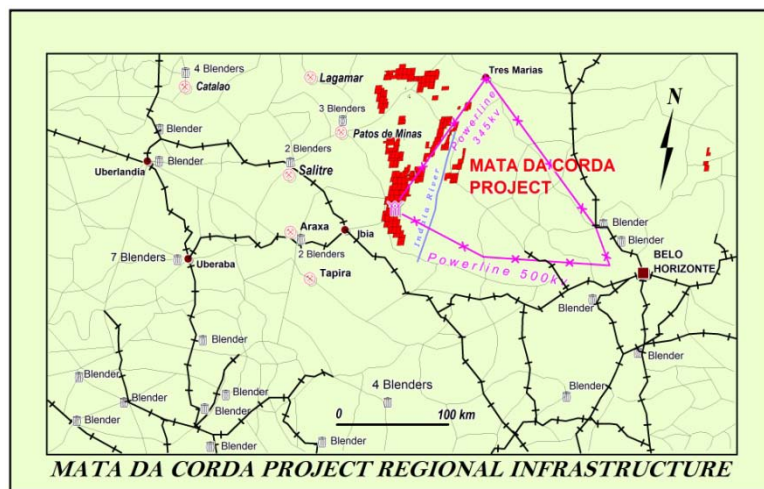 4 Blenders
Catalao
Lagamar
Tres Marias
N
3 Blenders
Patos de Minas
Powerline
345kv
Blender
Uberlandia
Blender
2 Blenders
Salitre
MATA DA CORDA
PROJECT
Araxa
Ibia
2 Blenders
7 Blenders
Uberaba
Tapira
Powerline 500k
Blender
Blender
BELO
HORIZONTE
Blender
Blender
Blender
Blender
4 Blenders
Blender
Blender
Blender
Blender
Blender
Blender
Blender
Blender
0
100 km
MATA DA CORDA PROJECT REGIONAL INFRASTRUCTURE